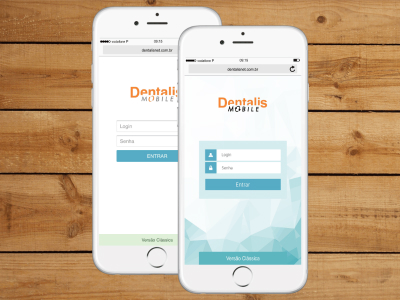 vodafone 09:15
dentalisnet.com.br
Dentalis
MOBILE
Login
Senha
ENTRAR
Versão Clássica
vodafone P 09:15
dentalisnet.com.br
Dentalis
MOBILE
Login
Senha
Entrar
Versão Clássica